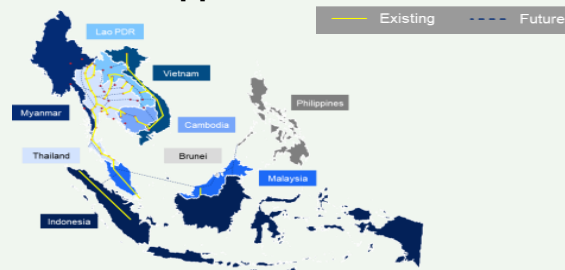 Existing
Future
Lao PDR
Vietnam
Philippines
Myanmar
Cambodia
Thailand
Brunei
Malaysia
Indonesia